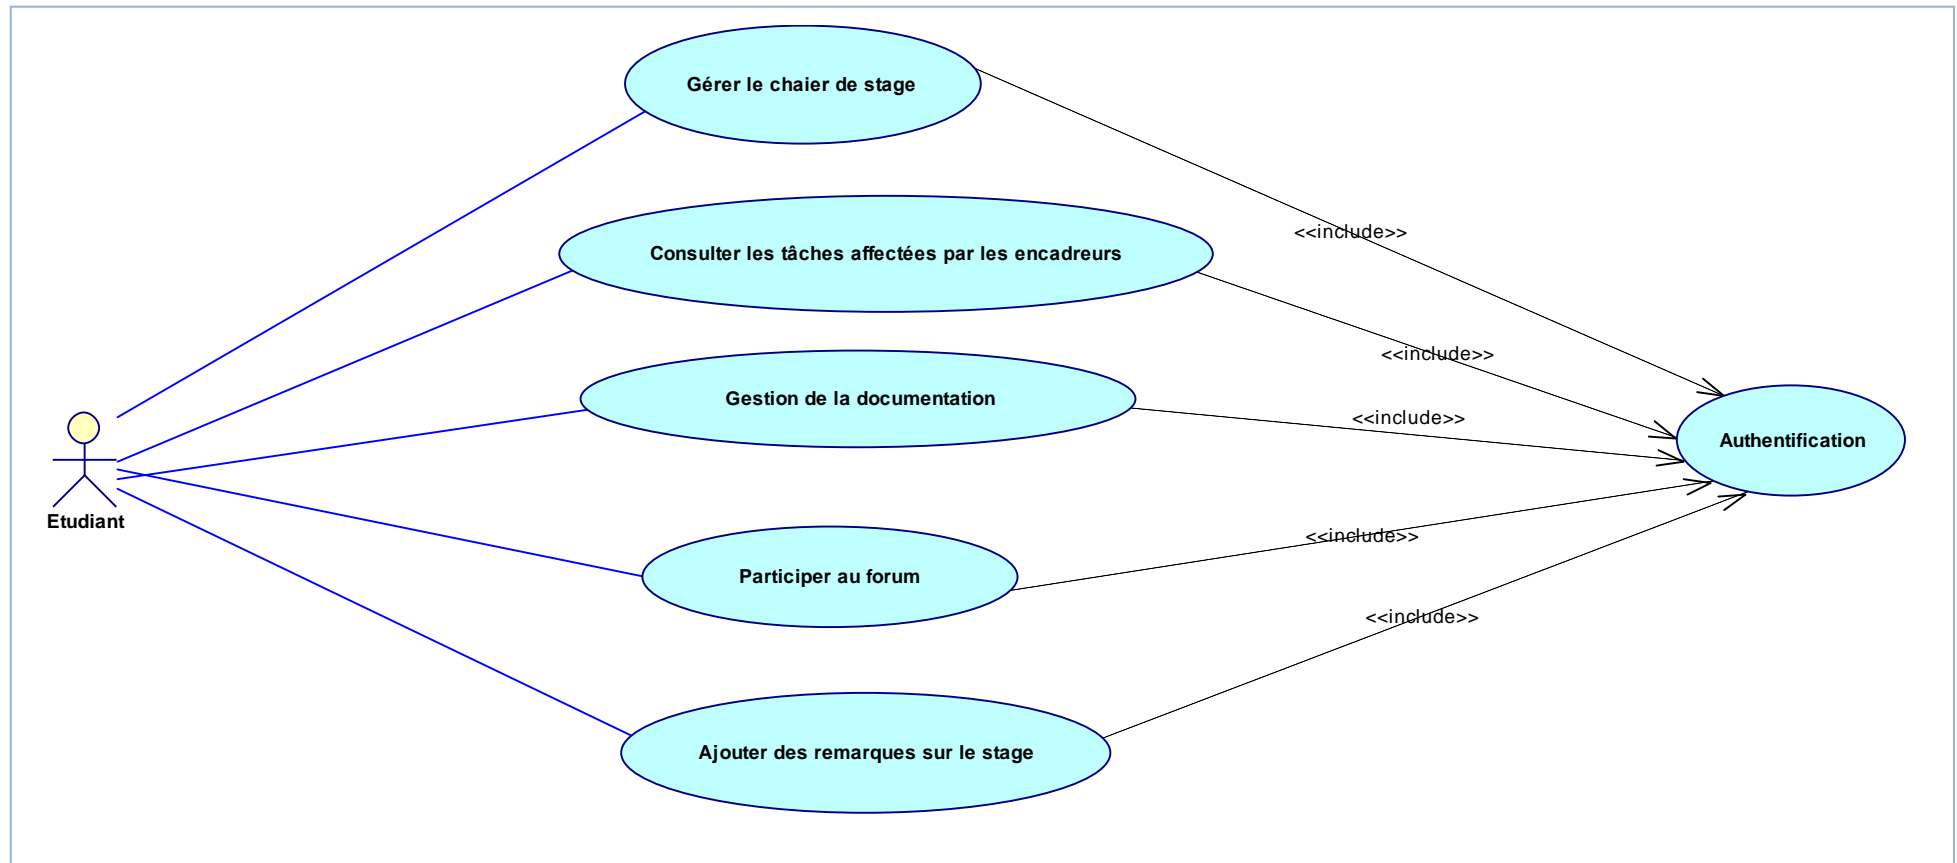 Gérer le chaier de stage
<<include>>
Consulter les tâches affectées par les encadreurs
<<include>>
Gestion de la documentation
<<include>>
Authentification
Etudiant
<<include>>
Participer au forum
<<include>>
Ajouter des remarques sur le stage